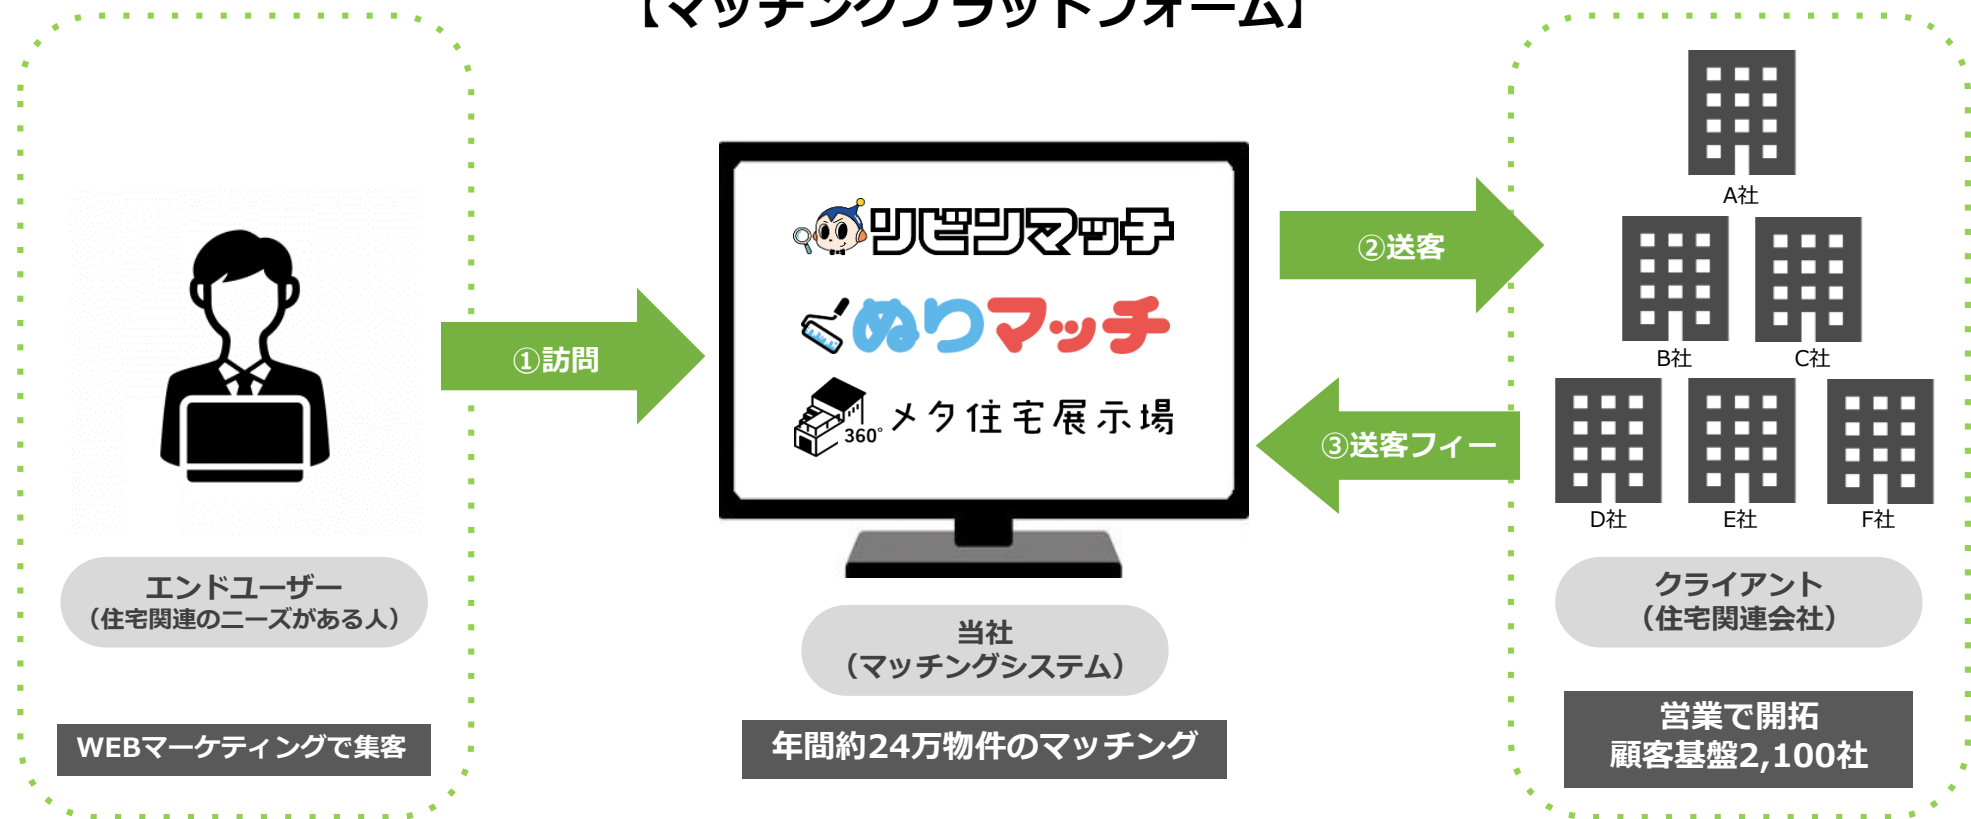 【マッチングプラットフォーム】
①訪問
リビンマッチ
ぬりマッチ
360°
メタ住宅展示場
②送客
③送客フィー
A社
B社
C社
D社
E社
F社
エンドユーザー
（住宅関連のニーズがある人）
WEBマーケティングで集客
当社
（マッチングシステム）
年間約24万物件のマッチング
クライアント
（住宅関連会社）
営業で開拓
顧客基盤2,100社